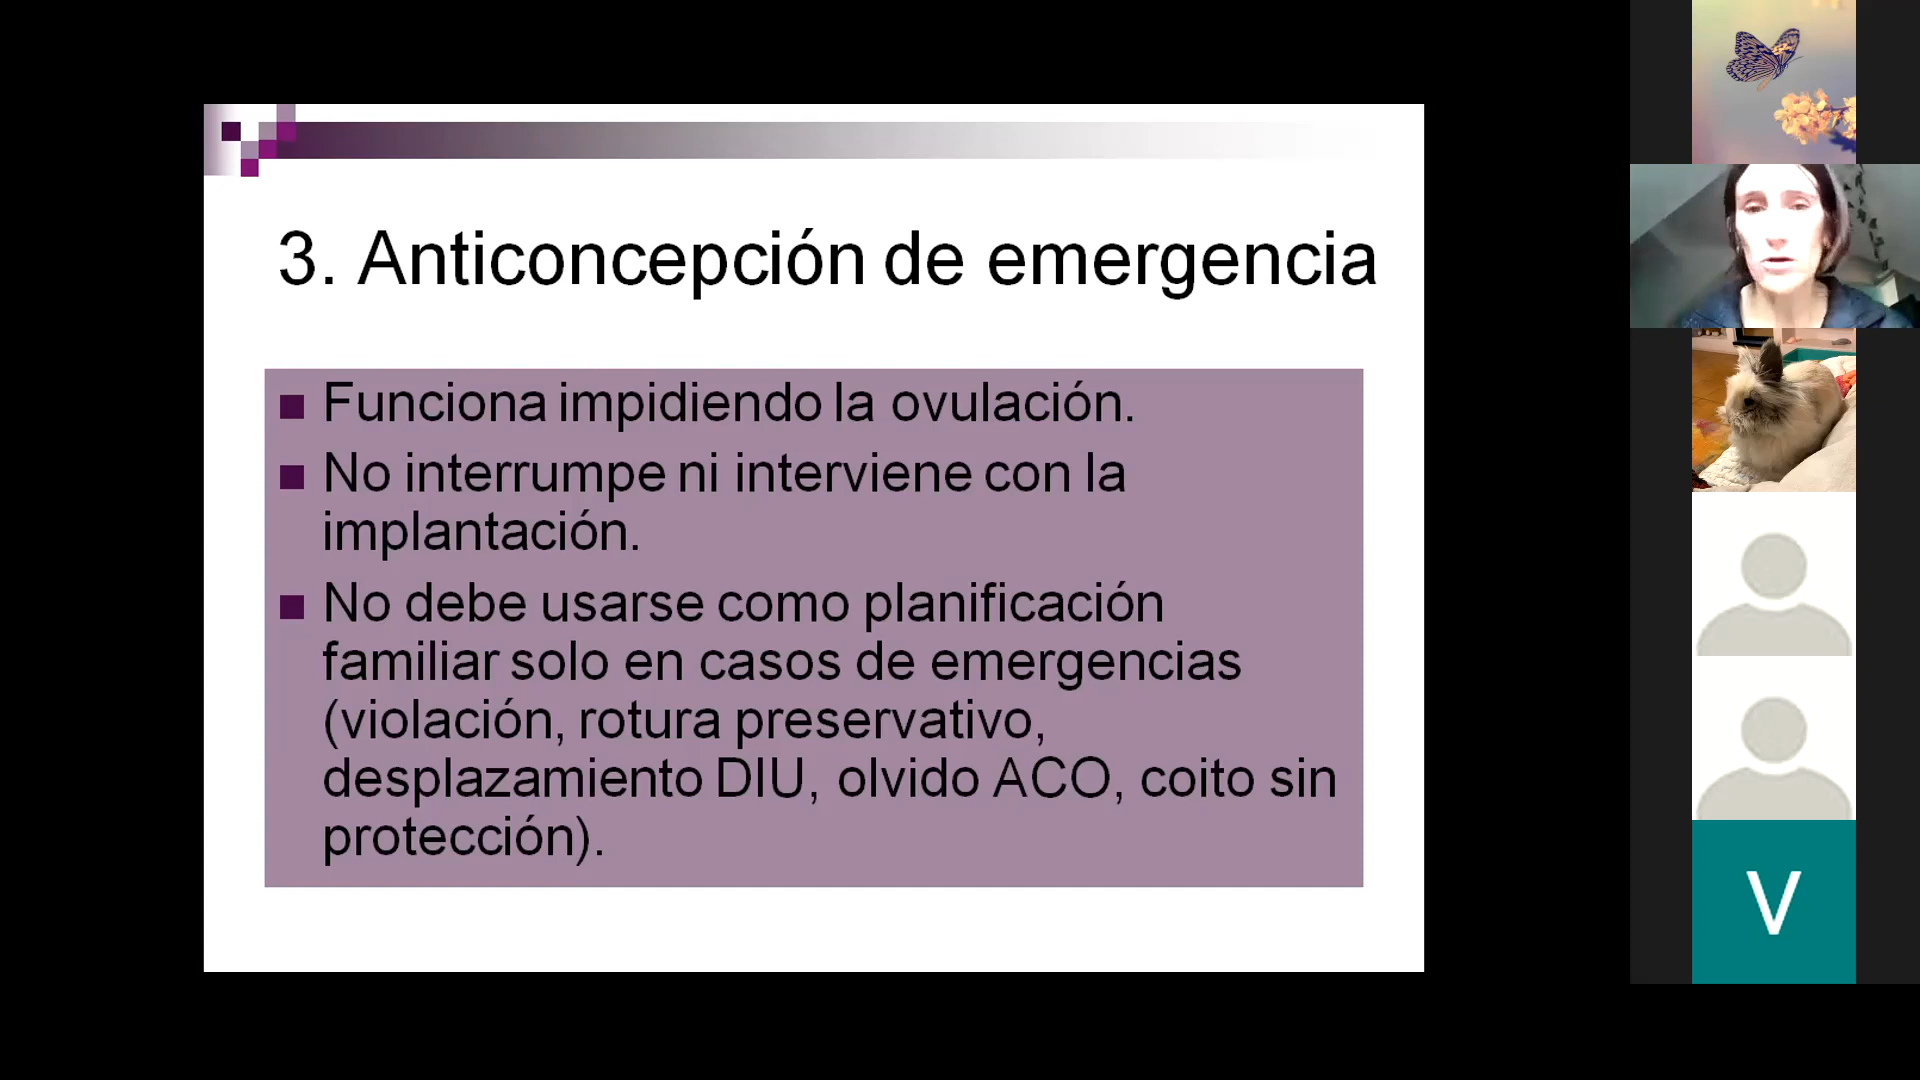 3. Anticoncepción de emergencia
Funciona impidiendo la ovulación.
No interrumpe ni interviene con la
implantación.
No debe usarse como planificación
familiar solo en casos de emergencias
(violación, rotura preservativo,
desplazamiento DIU, olvido ACO, coito sin
protección).
V